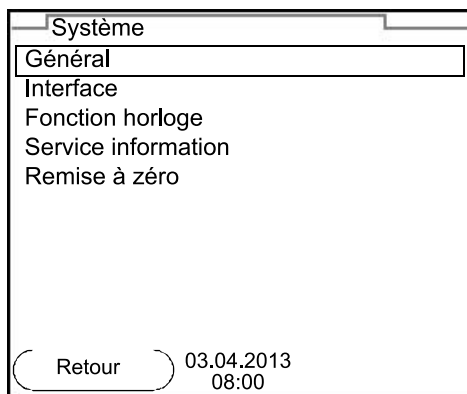 Système
Général
Interface
Fonction horloge
Service information
Remise à zéro
Retour
03.04.2013
08:00